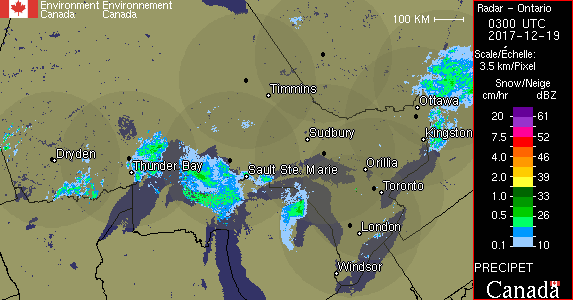 Environment Environnement
Canada Canada
100 KM
Timmins
Ottawa
Sudbury
Kingston
Dryden
Thunder Bay
Sault Ste. Marie
Orillia
Toronto
London
Windsor
Radar - Ontario
0300 UTC
2017-12-19
Scale/Échelle:
3.5 km/Pixel
Snow/Neige
cm/hr dBZ
20 61
7.5 52
4.0 46
2.0 39
1.0 33
0.5 26
0.1 10
PRECIPET
Canada